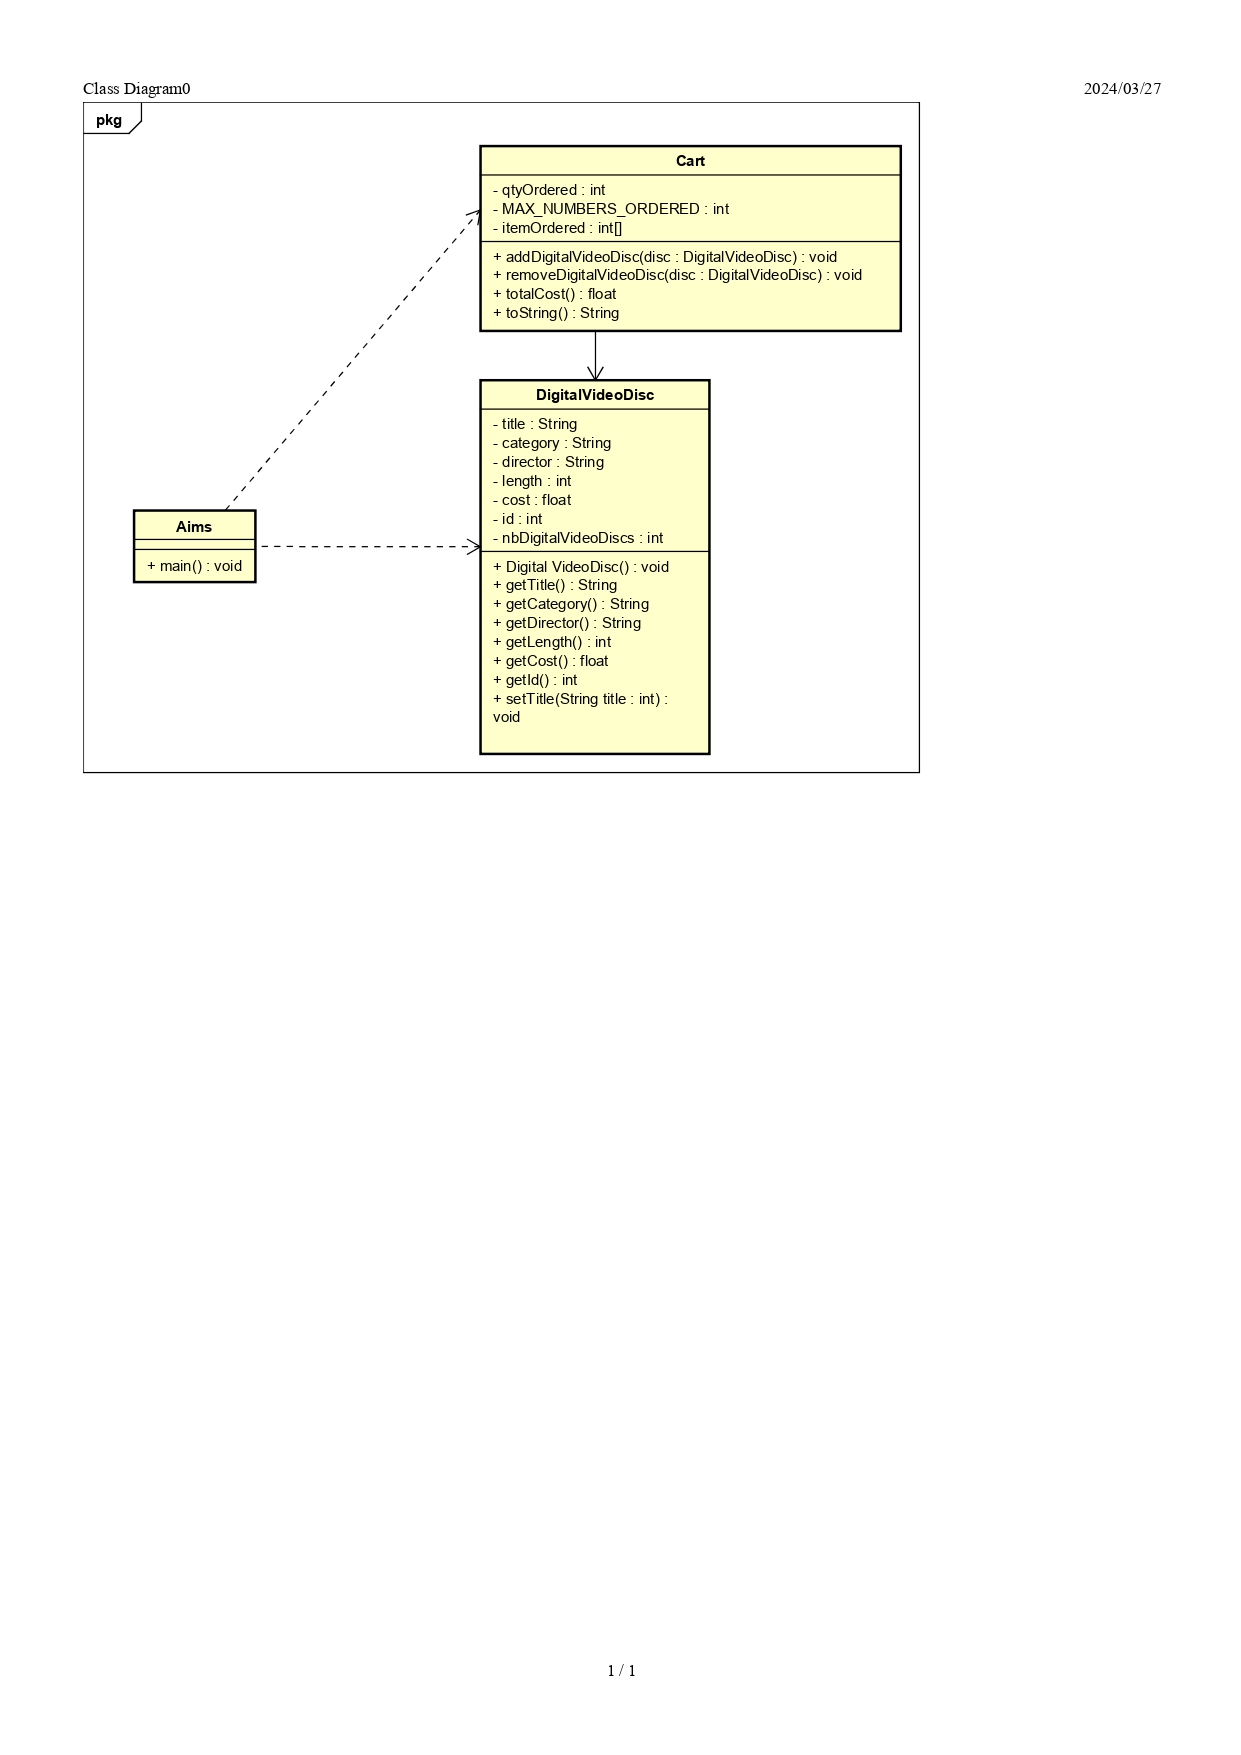 Class Diagram0
2024/03/27
pkg
Cart
- qtyOrdered : int
- MAX_NUMBERS_ORDERED : int
- itemOrdered : int[]
+ addDigitalVideoDisc(disc : DigitalVideoDisc) : void
+ removeDigitalVideoDisc(disc : DigitalVideoDisc) : void
+ totalCost() : float
+ toString() : String
DigitalVideoDisc
- title : String
- category : String
- director : String
- length : int
- cost : float
- id : int
- nbDigitalVideoDiscs : int
+ Digital VideoDisc() : void
+ getTitle() : String
+ getCategory() : String
+ getDirector() : String
+ getLength() : int
+ getCost() : float
+ getId() : int
+ setTitle(String title : int) :
void
Aims
+ main() : void
1 / 1